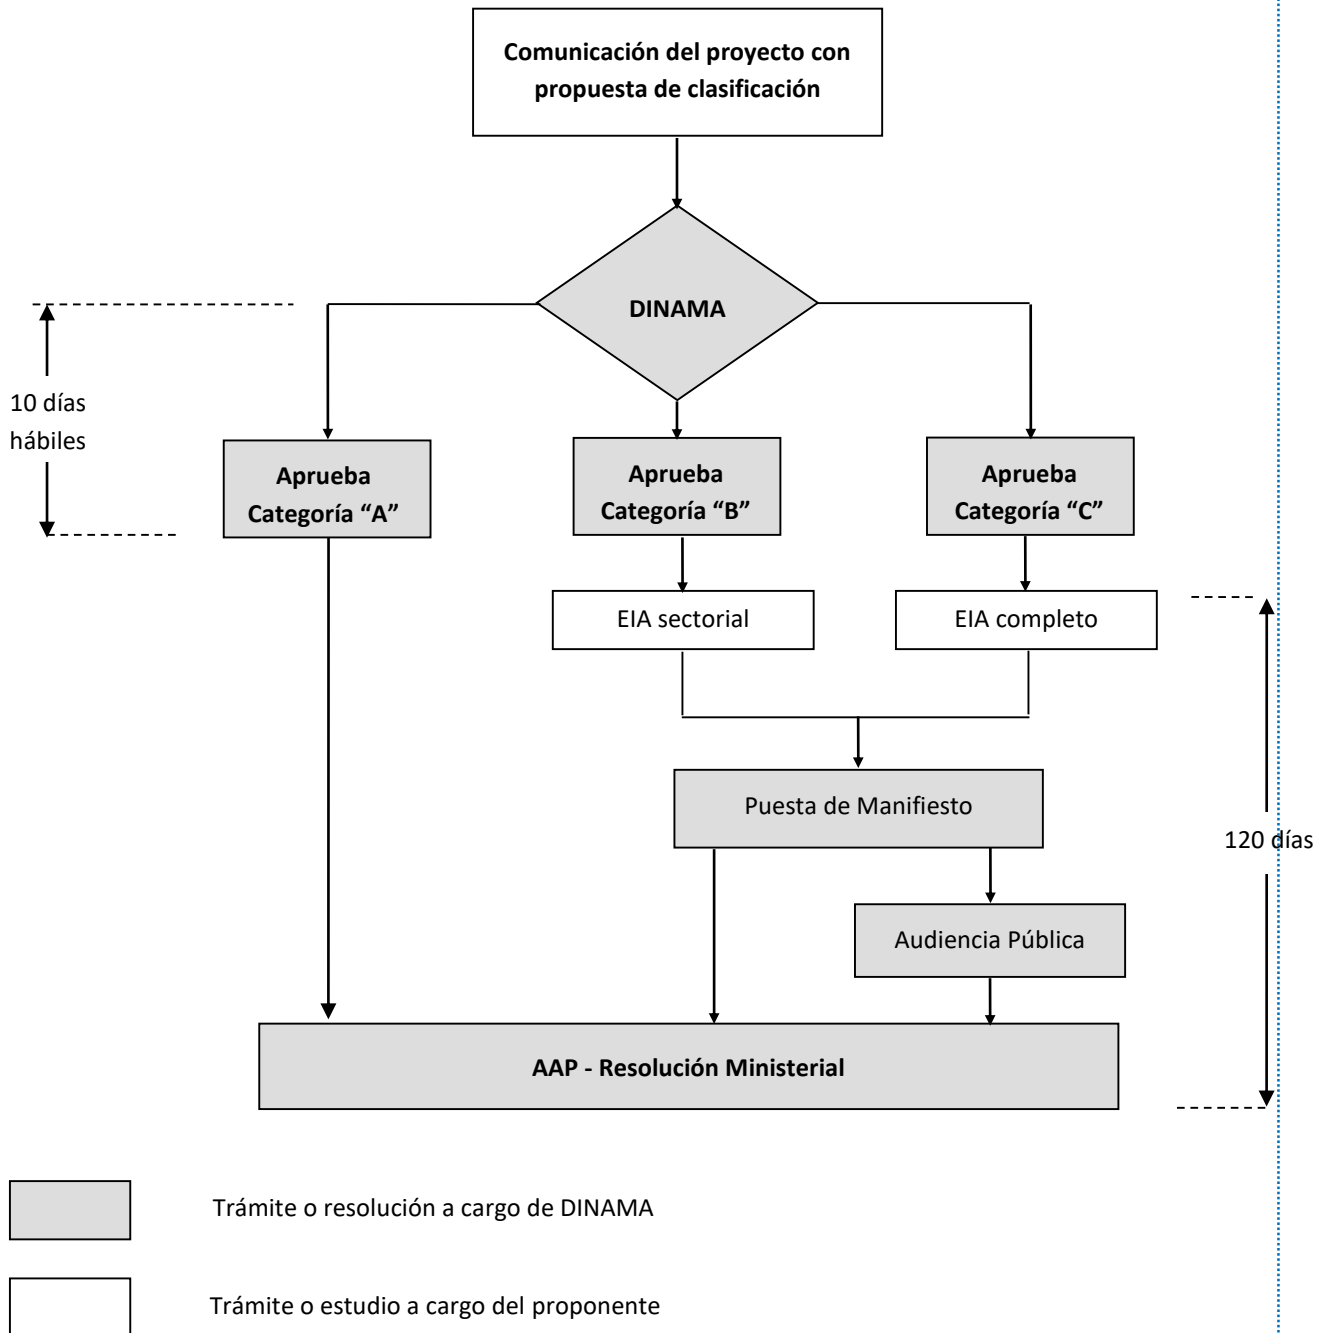 Comunicación del proyecto con
propuesta de clasificación
DINAMA
10 días
hábiles
Aprueba
Categoría “A”
Aprueba
Categoría “B”
Aprueba
Categoría “C”
EIA sectorial
EIA completo
Puesta de Manifiesto
120 días
Audiencia Pública
AAP - Resolución Ministerial
Trámite o resolución a cargo de DINAMA
Trámite o estudio a cargo del proponente